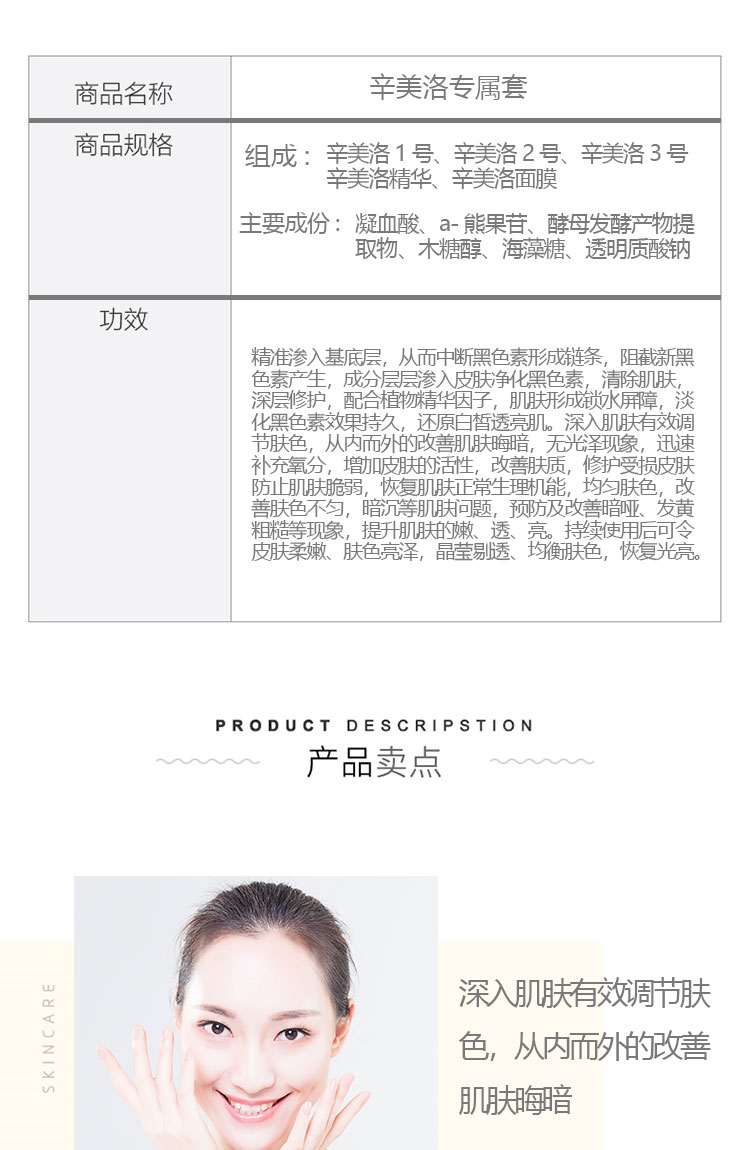 商品名称
辛美洛专属套
商品规格
组成：辛美洛1号、辛美洛2号、辛美洛3号
辛美洛精华、辛美洛面膜
主要成份：凝血酸、a-熊果苷、酵母发酵产物提
取物、木糖醇、海藻糖、透明质酸钠
功效
精准渗入基底层，从而中断黑色素形成链条，阻截新黑
色素产生，成分层层渗入皮肤净化黑色素，清除肌肤，
深层修护，配合植物精华因子，肌肤形成锁水屏障，淡
化黑色素效果持久，还原白皙透亮肌。深入肌肤有效调
节肤色，从内而外的改善肌肤晦暗，无光泽现象，迅速
补充氧分，增加皮肤的活性，改善肤质，修护受损皮肤
防止肌肤脆弱，恢复肌肤正常生理机能，均匀肤色，改
善肤色不匀，暗沉等肌肤问题，预防及改善暗哑、发黄
粗糙等现象，提升肌肤的嫩、透、亮。持续使用后可令
皮肤柔嫩、肤色亮泽，晶莹剔透、均衡肤色，恢复光亮。
PRODUCT DESCRIPSTION
产品卖点
SKINCARE
深入肌肤有效调节肤
色，从内而外的改善
肌肤晦暗